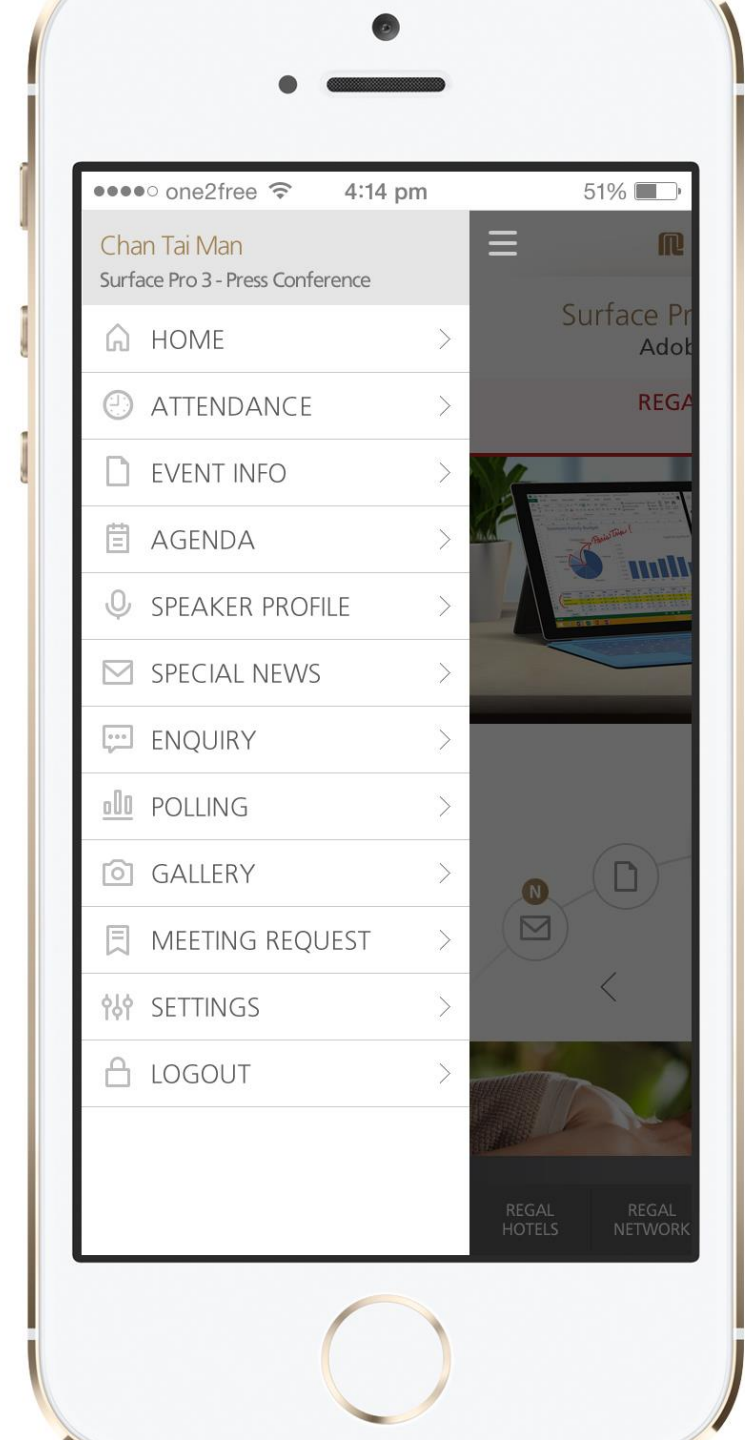 one2free 4:14 pm 51%
Chan Tai Man
Surface Pro 3 - Press Conference
HOME
ATTENDANCE
EVENT INFO
AGENDA
SPEAKER PROFILE
SPECIAL NEWS
ENQUIRY
POLLING
GALLERY
MEETING REQUEST
SETTINGS
LOGOUT
Surface Pr
Adob
REGA
N
REGAL
HOTELS
REGAL
NETWORK